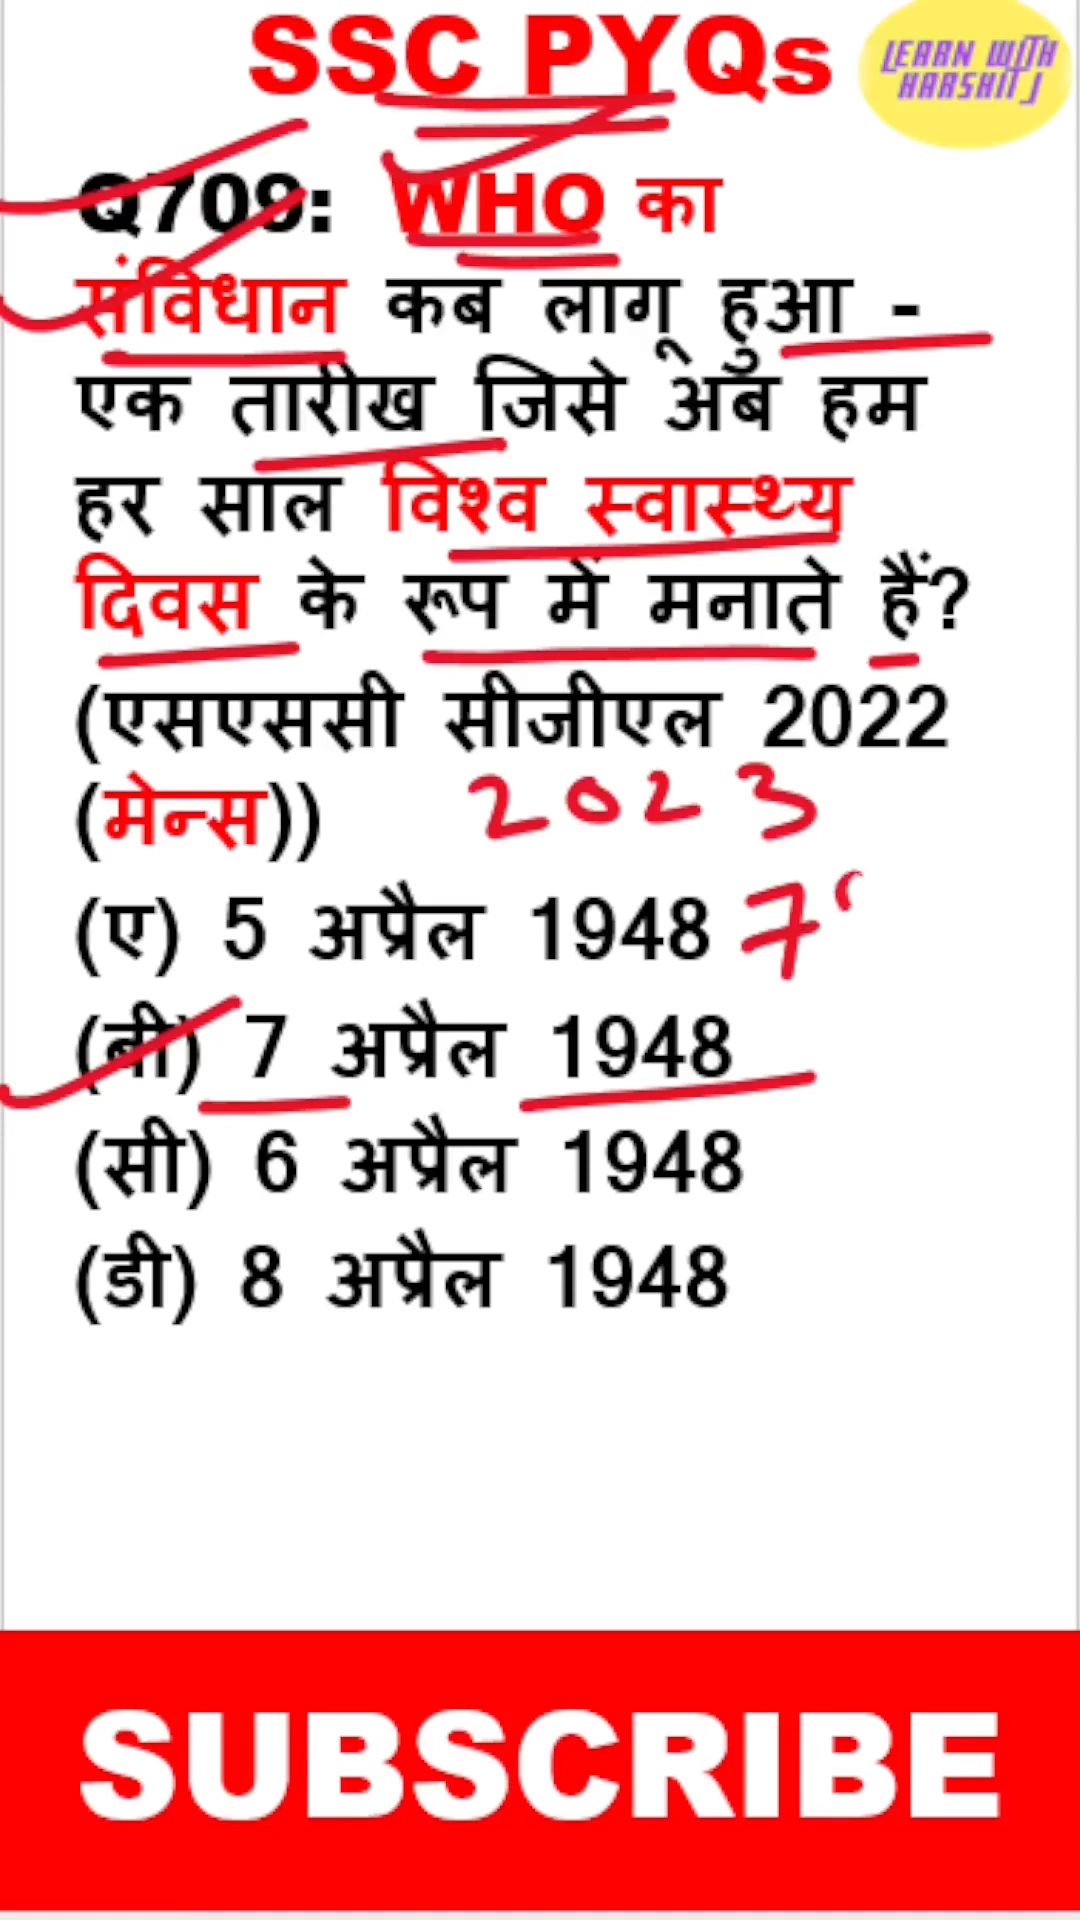 SSC PYQs
LEARN WITH
HARSHIT J
Q709: WHO का
संविधान कब लागू हुआ -
एक तारीख जिसे अब हम
हर साल विश्व स्वास्थ्य
दिवस के रूप में मनाते हैं?
(एसएससी सीजीएल 2022
(मेन्स))
2023
(ए) 5 अप्रैल 1948
7
(बी) 7 अप्रैल 1948
(सी) 6 अप्रैल 1948
(डी) 8 अप्रैल 1948
SUBSCRIBE